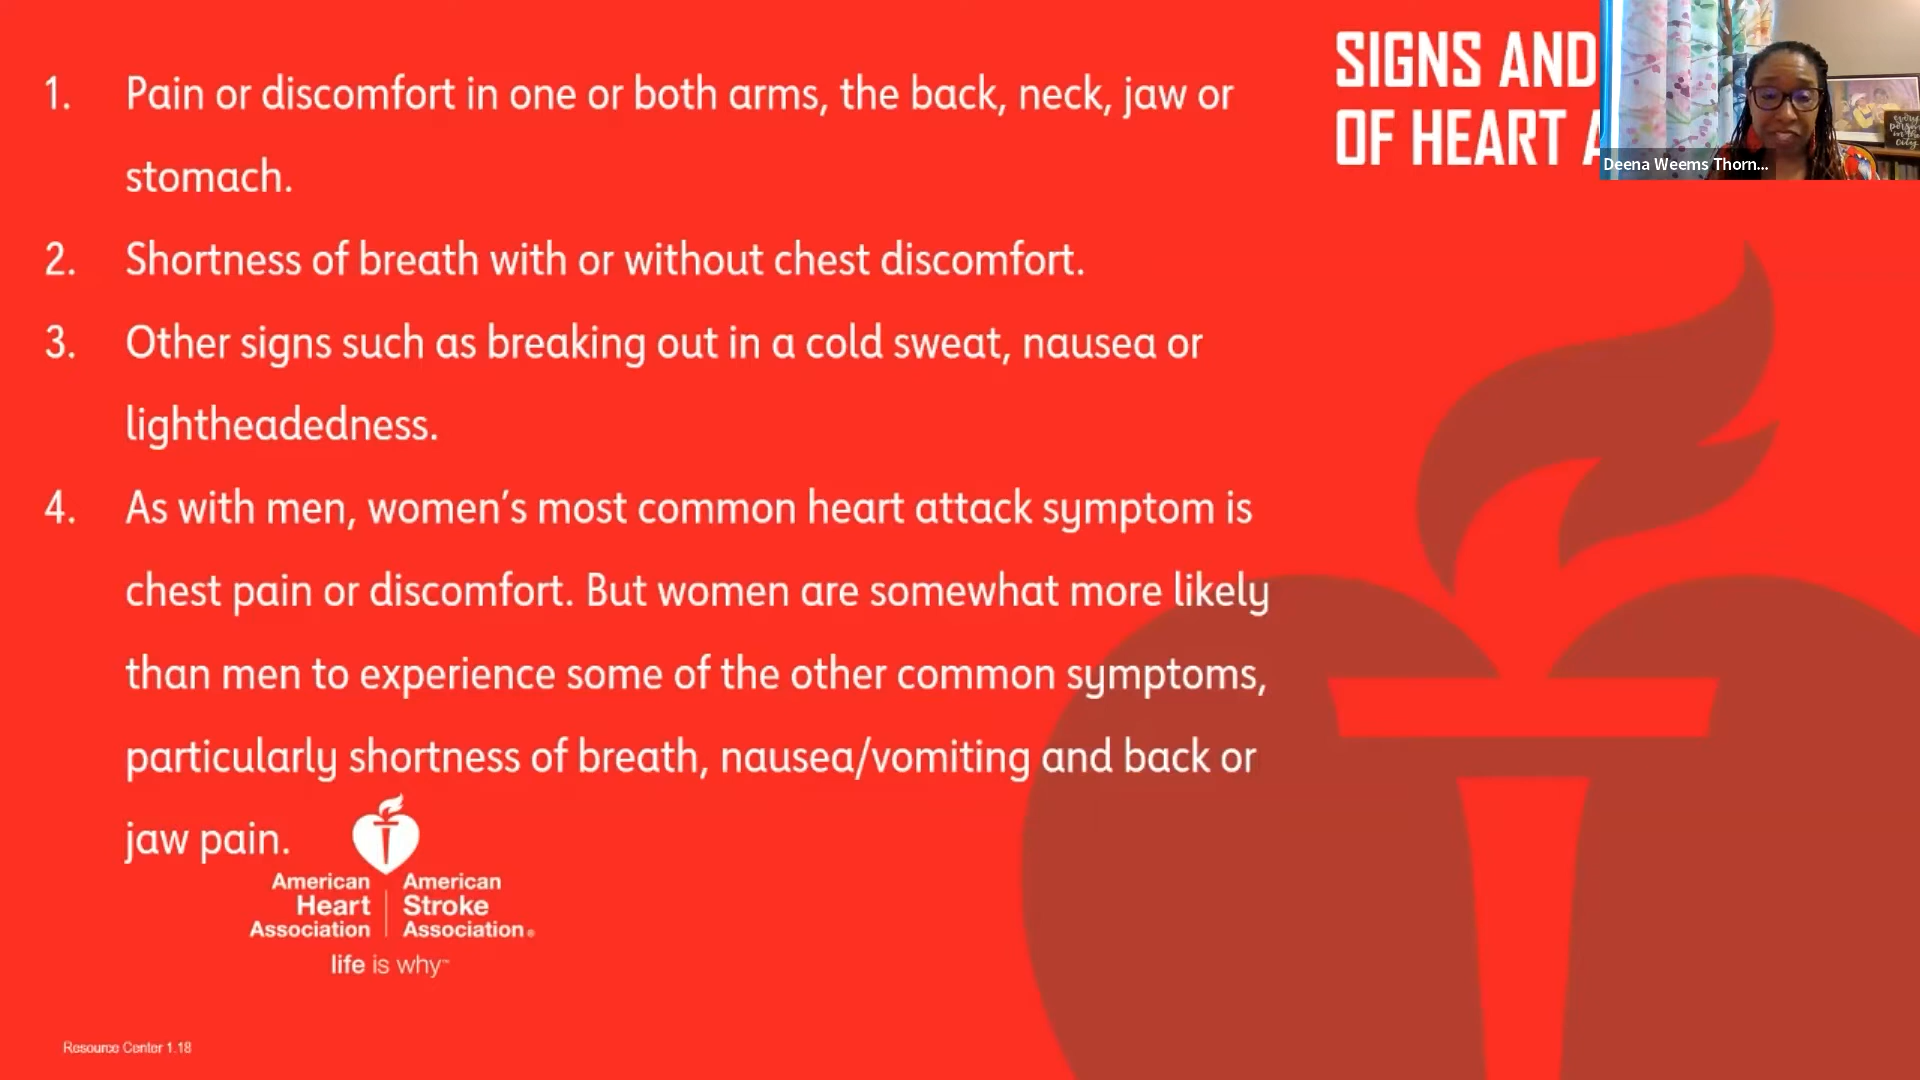 SIGNS AND
OF HEART A
Deena Weems Thorn...
1. Pain or discomfort in one or both arms, the back, neck, jaw or
stomach.
2. Shortness of breath with or without chest discomfort.
3. Other signs such as breaking out in a cold sweat, nausea or
lightheadedness.
4. As with men, women's most common heart attack symptom is
chest pain or discomfort. But women are somewhat more likely
than men to experience some of the other common symptoms,
particularly shortness of breath, nausea/vomiting and back or
jaw pain.
American
Heart
Association
American
Stroke
Association®
life is why™
Resource Center 1.18